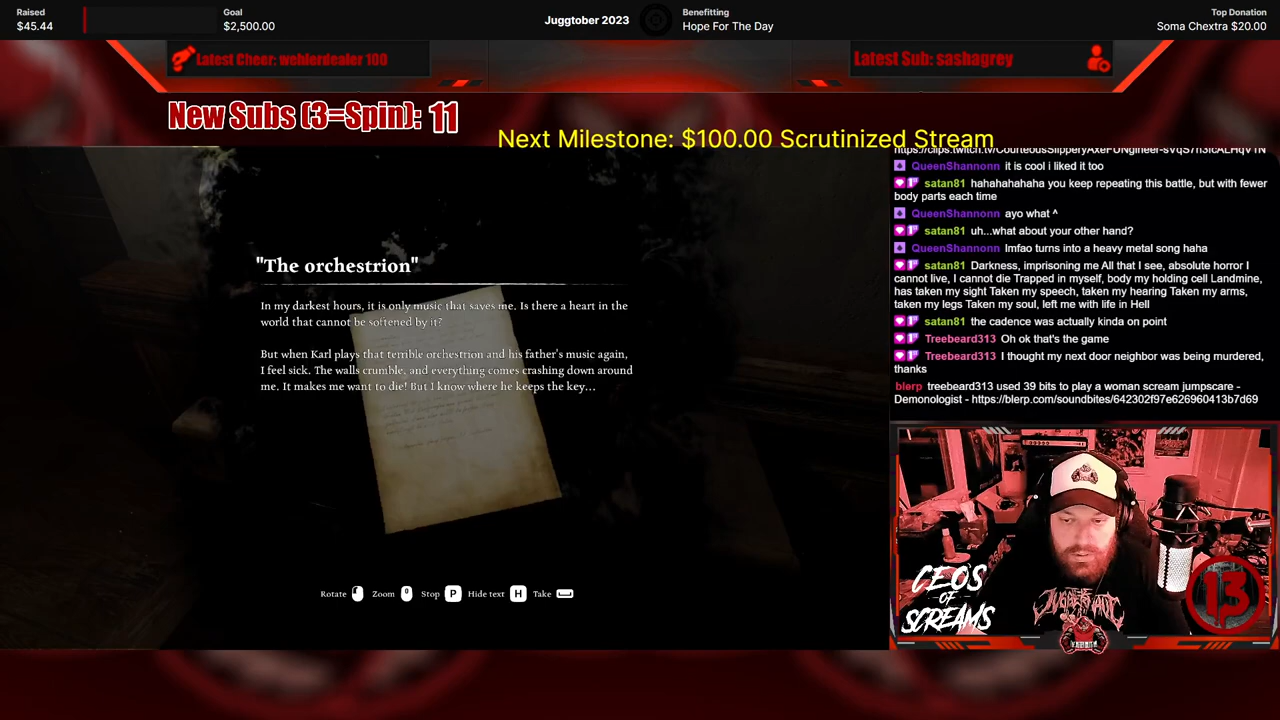 Raised
$45.44
Goal
$2,500.00
Juggtober 2023
Benefitting
Hope For The Day
Top Donation
Soma Chextra $20.00
Latest Cheer: wehlerdealer 100
Latest Sub: sashagrey
New Subs (3=Spin): 11
Next Milestone: $100.00 Scrutinized Stream
QueenShannonn it is cool i liked it too
satan81 hahahahahaha you keep repeating this battle, but with fewer
body parts each time
QueenShannonn ayo what ^
satan81 uh...what about your other hand?
QueenShannonn lmfao turns into a heavy metal song haha
satan81 Darkness, imprisoning me All that I see, absolute horror I
cannot live, I cannot die Trapped in myself, body my holding cell Landmine,
has taken my sight Taken my speech, taken my hearing Taken my arms,
taken my legs Taken my soul, left me with life in Hell
satan81 the cadence was actually kinda on point
Treebeard313 Oh ok that's the game
Treebeard313 I thought my next door neighbor was being murdered,
thanks
blerp treebeard313 used 39 bits to play a woman scream jumpscare -
Demonologist - https://blerp.com/soundbites/642302f97e626960413b7d69
"The orchestrion"
In my darkest hours, it is only music that saves me. Is there a heart in the
world that cannot be softened by it?
But when Karl plays that terrible orchestrion and his father's music again,
I feel sick. The walls crumble, and everything comes crashing down around
me. It makes me want to die! But I know where he keeps the key...
Rotate Zoom Stop P Hide text H Take
CEOS
OF
SCREAMS
13